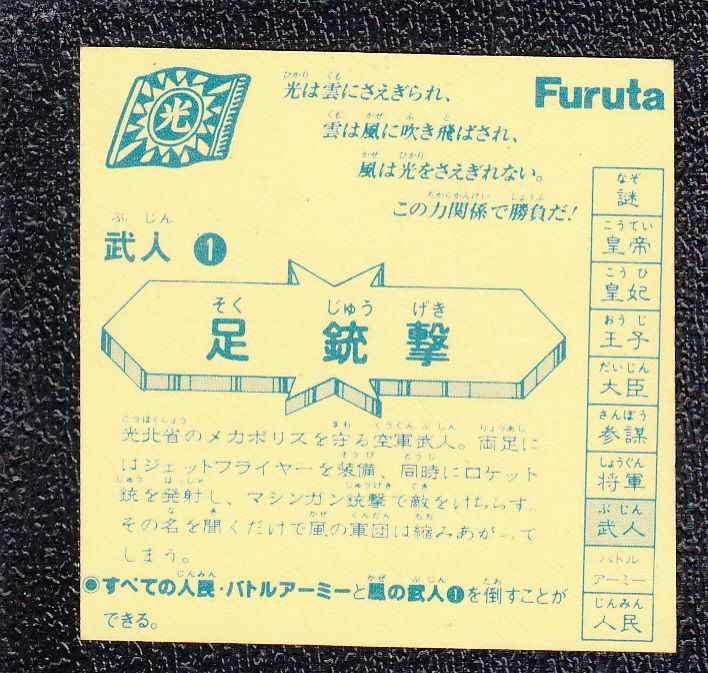 光
光は雲にさえぎられ、
雲は風に吹き飛ばされ、
風は光をさえぎれない。
この力関係で勝負だ!
Furuta
武人 1
足銃撃
光北省のメカポリスを守る空軍武人。両足に
はジェットフライヤーを装備、同時にロケット
銃を発射し、マシンガン銃撃で敵をけちらす。
その名を聞くだけで風の軍団は縮みあがって
しまう。
すべての人民・バトルアーミーと風の武人1を倒すことが
できる。
謎
皇帝
皇妃
王子
大臣
参謀
将軍
武人
バトル
アーミー
人民